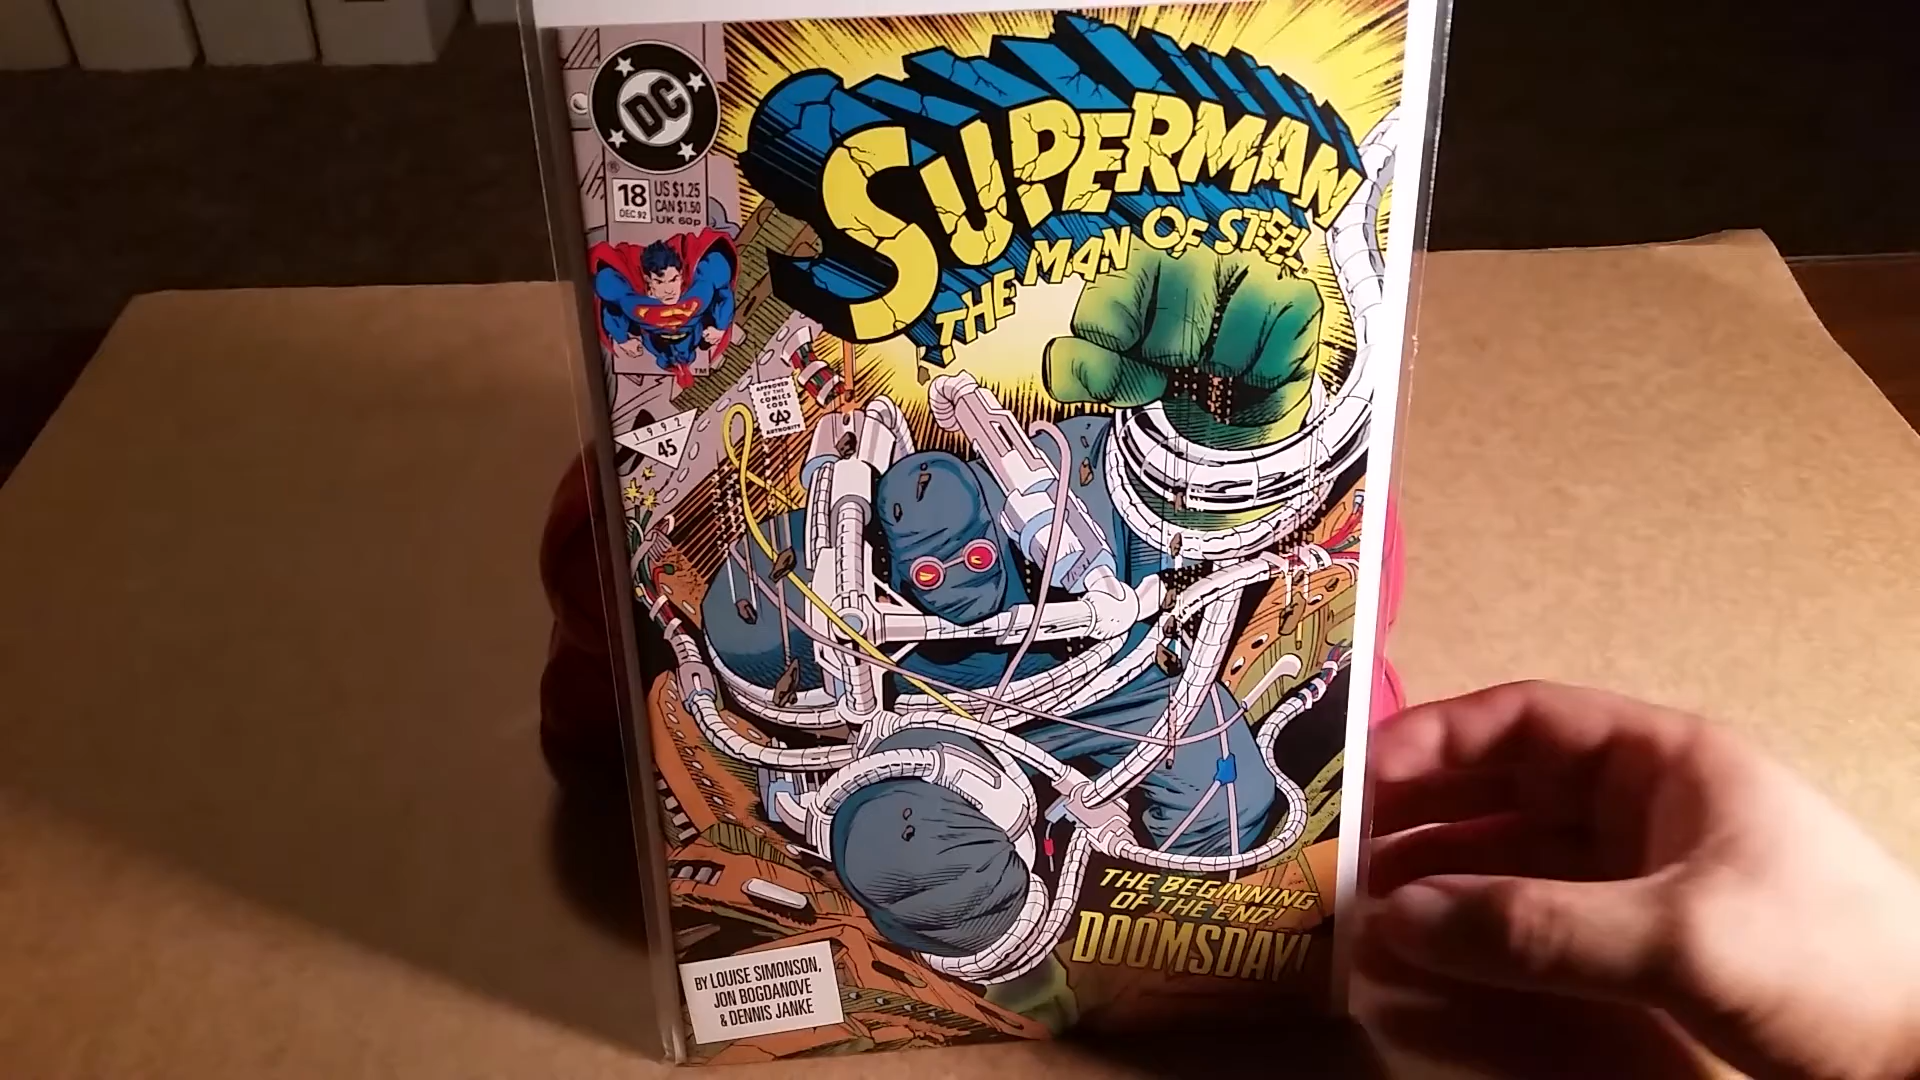 DC
®
18
DEC 92
US $1.25
CAN $1.50
UK 60p
SUPERMAN
THE MAN OF STEEL
TM
APPROVED
BY THE
COMICS
CODE
CA
AUTHORITY
1992
45
THE BEGINNING
OF THE END!
DOOMSDAY!
BY LOUISE SIMONSON,
JON BOGDANOVE
& DENNIS JANKE